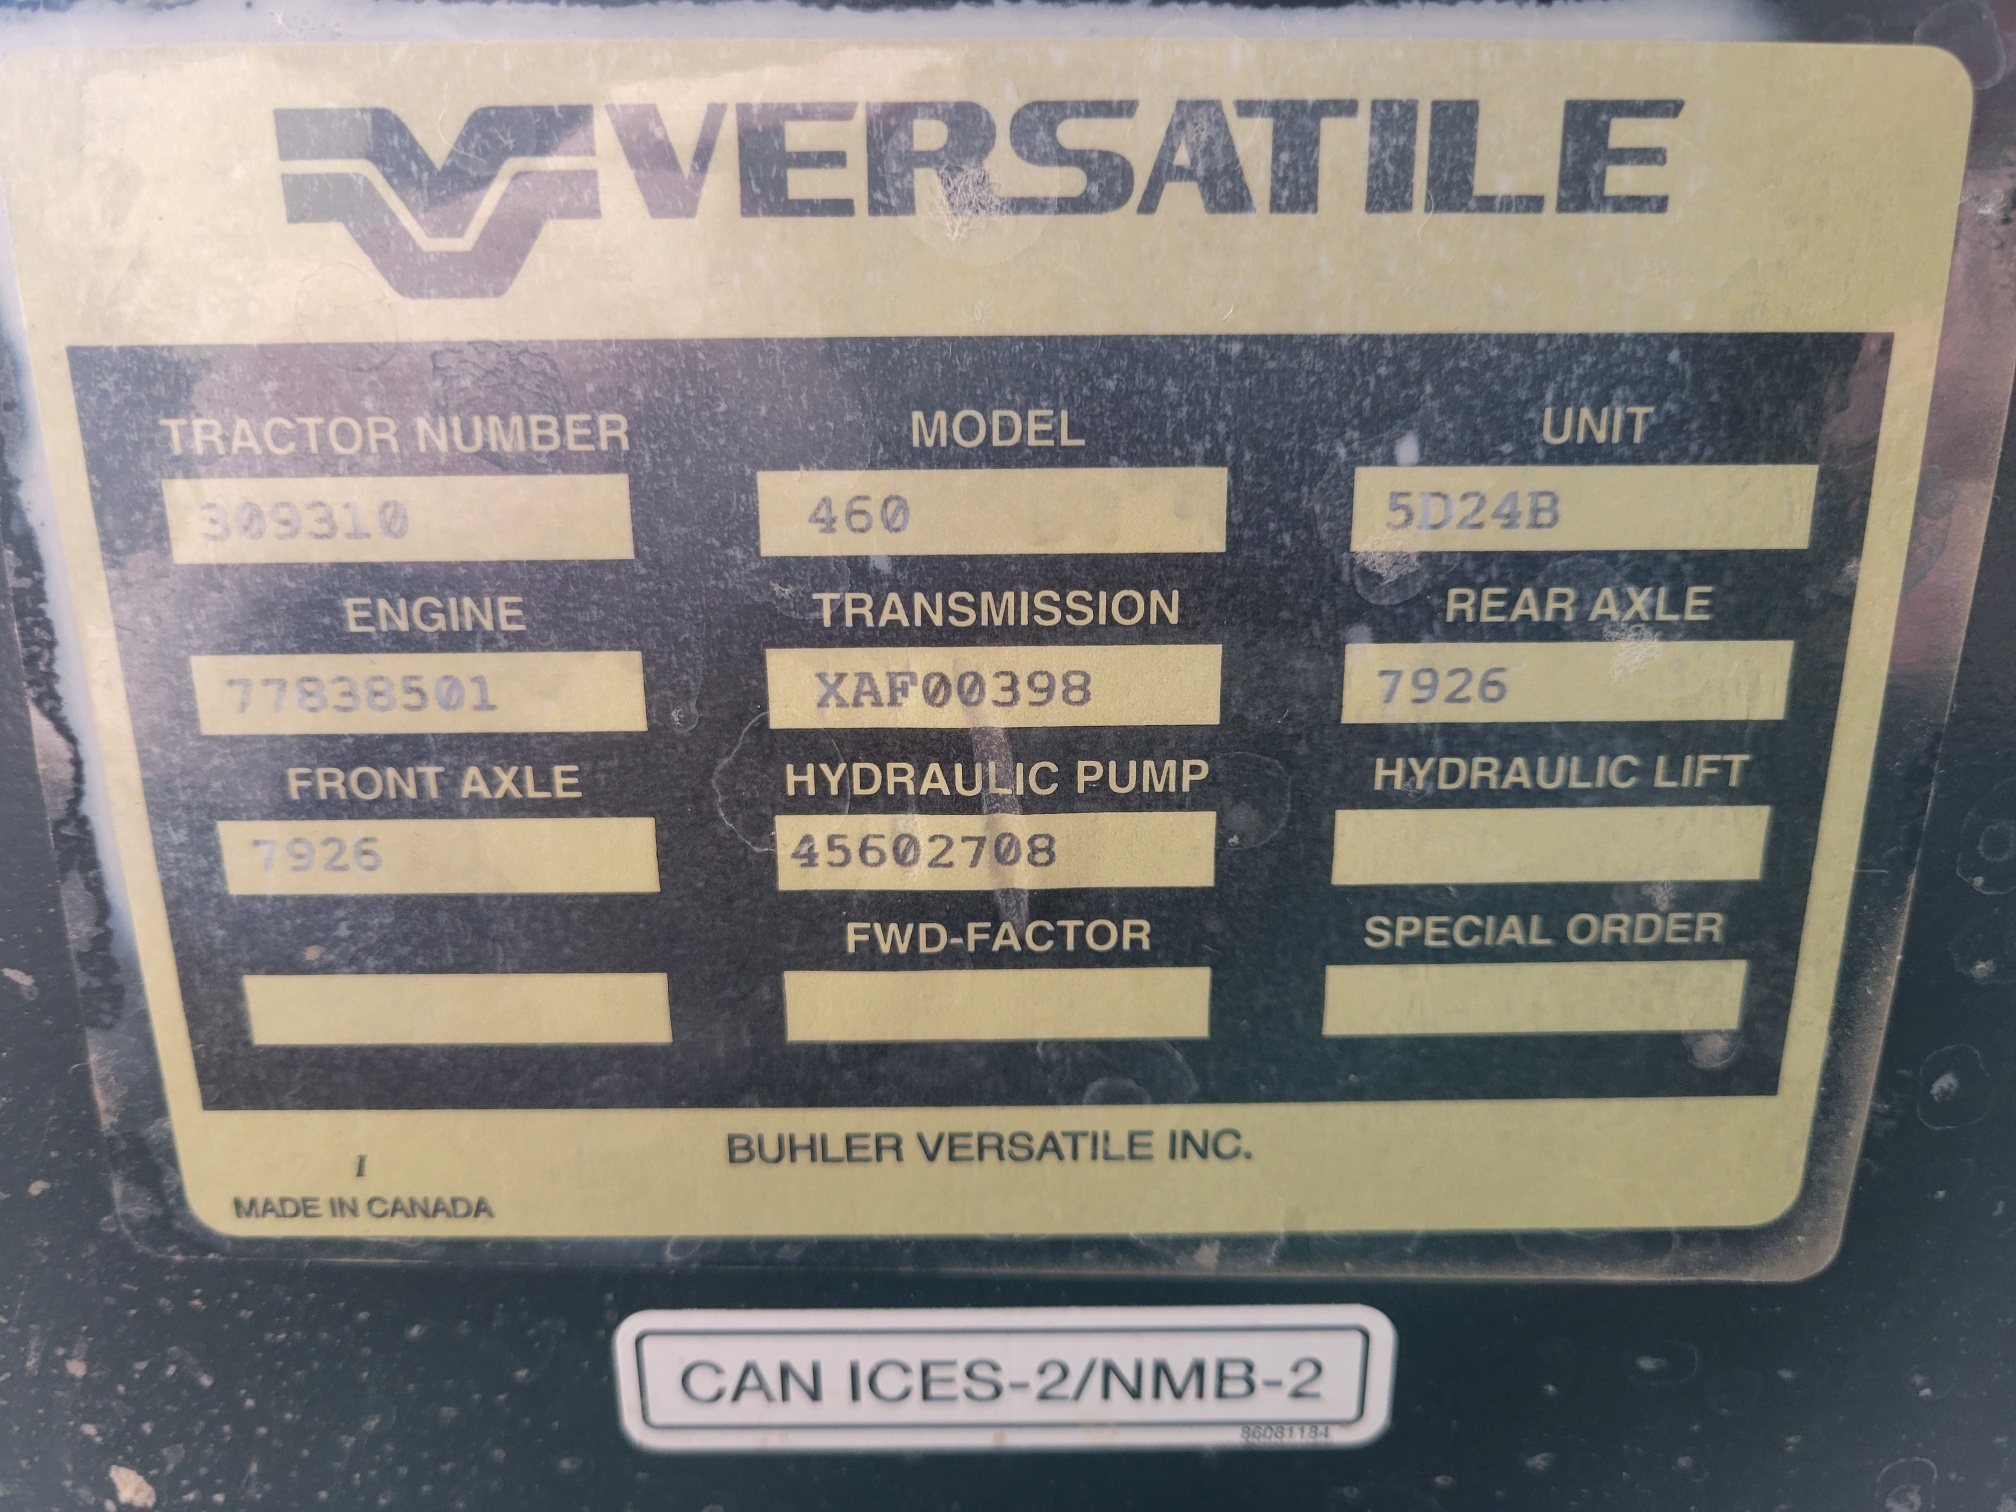 VERSATILE
TRACTOR NUMBER MODEL UNIT
309310 460 5D24B
ENGINE TRANSMISSION REAR AXLE
77838501 XAF00398 7926
FRONT AXLE HYDRAULIC PUMP HYDRAULIC LIFT
7926 45602708
FWD-FACTOR SPECIAL ORDER
BUHLER VERSATILE INC.
I
MADE IN CANADA
CAN ICES-2/NMB-2
86081184